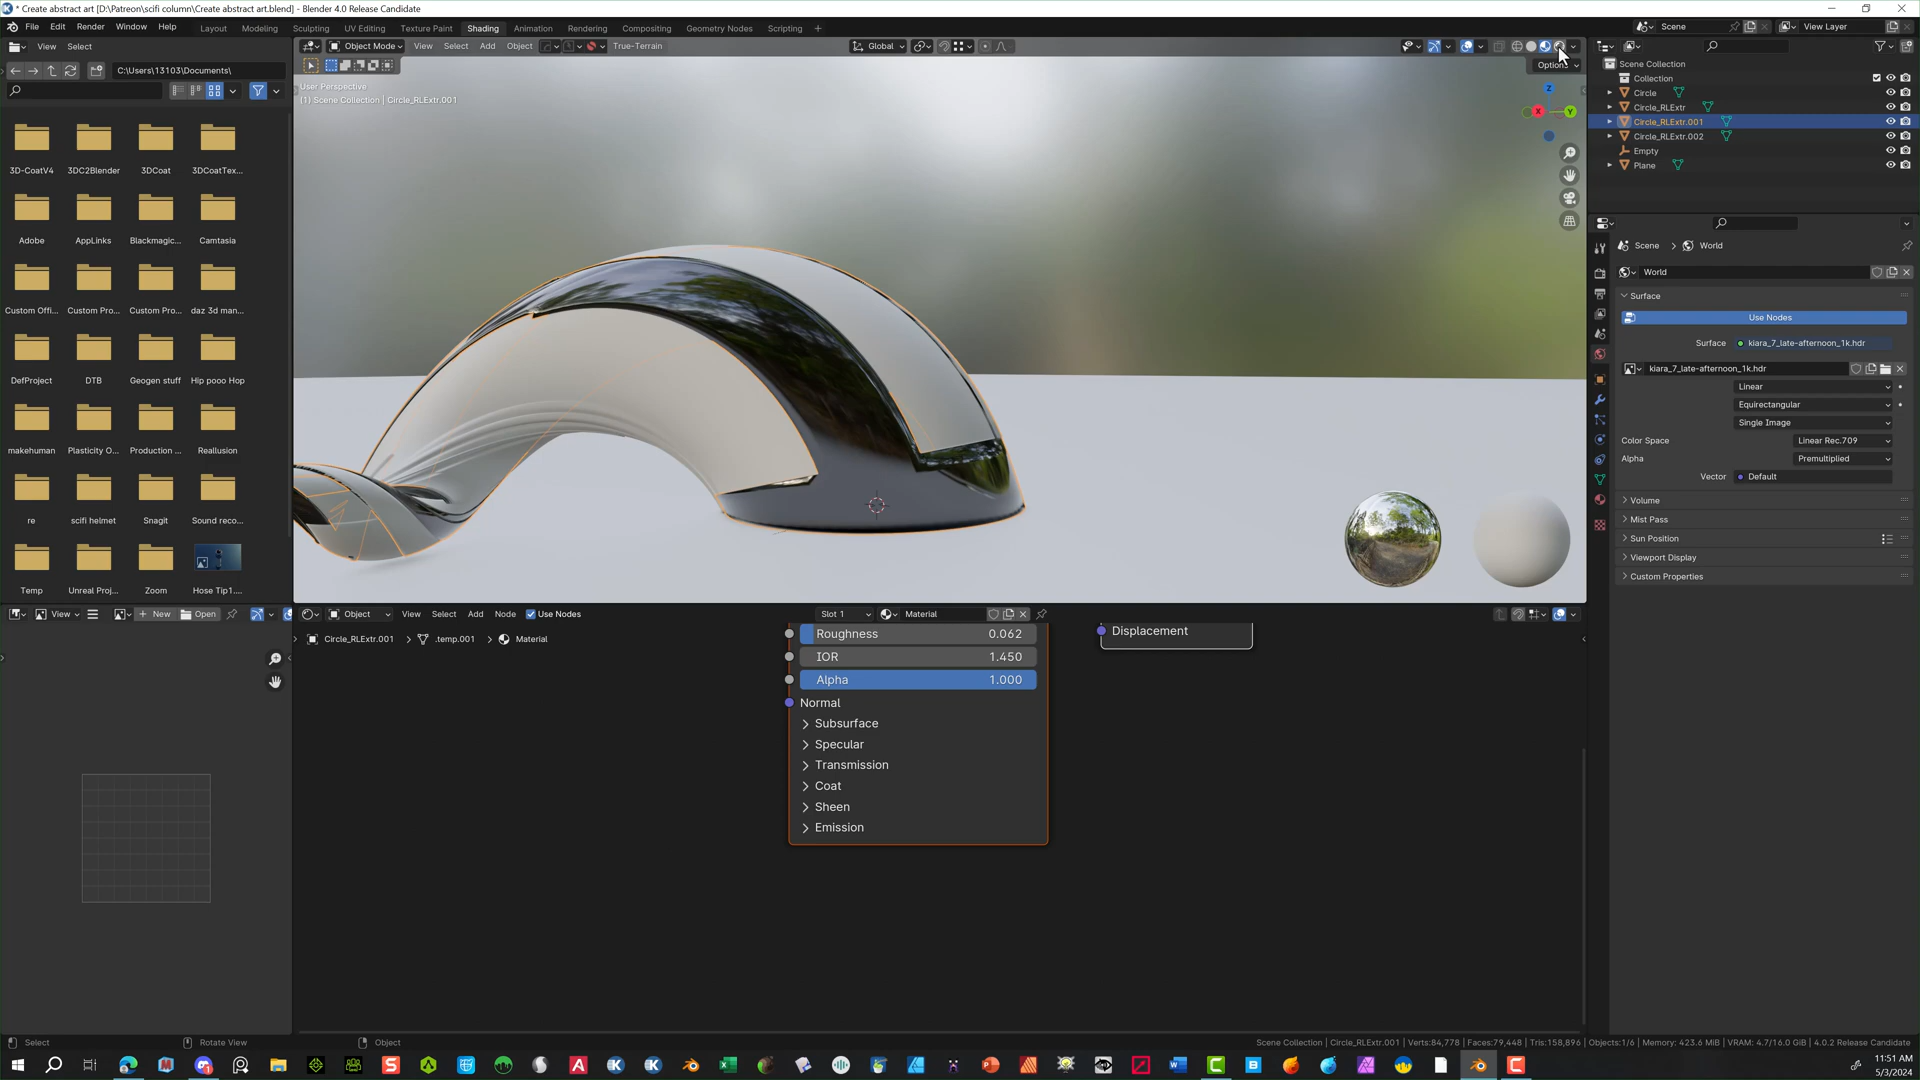 * Create abstract art [D:\Patreon\scifi column\Create abstract art.blend] - Blender 4.0 Release Candidate
File Edit Render Window Help
Layout Modeling Sculpting UV Editing Texture Paint Shading Animation Rendering Compositing Geometry Nodes Scripting +
Scene
View Layer
View Select
Object Mode View Select Add Object True-Terrain
Global
C:\Users\13103\Documents\
Options
User Perspective
(1) Scene Collection | Circle_RLExtr.001
Z
X
Y
3D-CoatV4 3DC2Blender 3DCoat 3DCoatTex...
Adobe AppLinks Blackmagic... Camtasia
Custom Offi... Custom Pro... Custom Pro... daz 3d man...
DefProject DTB Geogen stuff Hip pooo Hop
makehuman Plasticity O... Production ... Reallusion
re scifi helmet Snagit Sound reco...
Temp Unreal Proj... Zoom Hose Tip1....
Scene Collection
Collection
Circle
Circle_RLExtr
Circle_RLExtr.001
Circle_RLExtr.002
Empty
Plane
Scene > World
World
Surface
Use Nodes
Surface kiara_7_late-afternoon_1k.hdr
kiara_7_late-afternoon_1k.hdr
Linear
Equirectangular
Single Image
Color Space Linear Rec.709
Alpha Premultiplied
Vector Default
Volume
Mist Pass
Sun Position
Viewport Display
Custom Properties
View New Open
Object View Select Add Node Use Nodes Slot 1 Material
Circle_RLExtr.001 > .temp.001 > Material
Roughness 0.062
IOR 1.450
Alpha 1.000
Normal
Subsurface
Specular
Transmission
Coat
Sheen
Emission
Displacement
Select Rotate View Object
Scene Collection | Circle_RLExtr.001 | Verts:84,778 | Faces:79,448 | Tris:158,896 | Objects:1/6 | Memory: 423.6 MiB | VRAM: 4.7/16.0 GiB | 4.0.2 Release Candidate
11:51 AM
5/3/2024